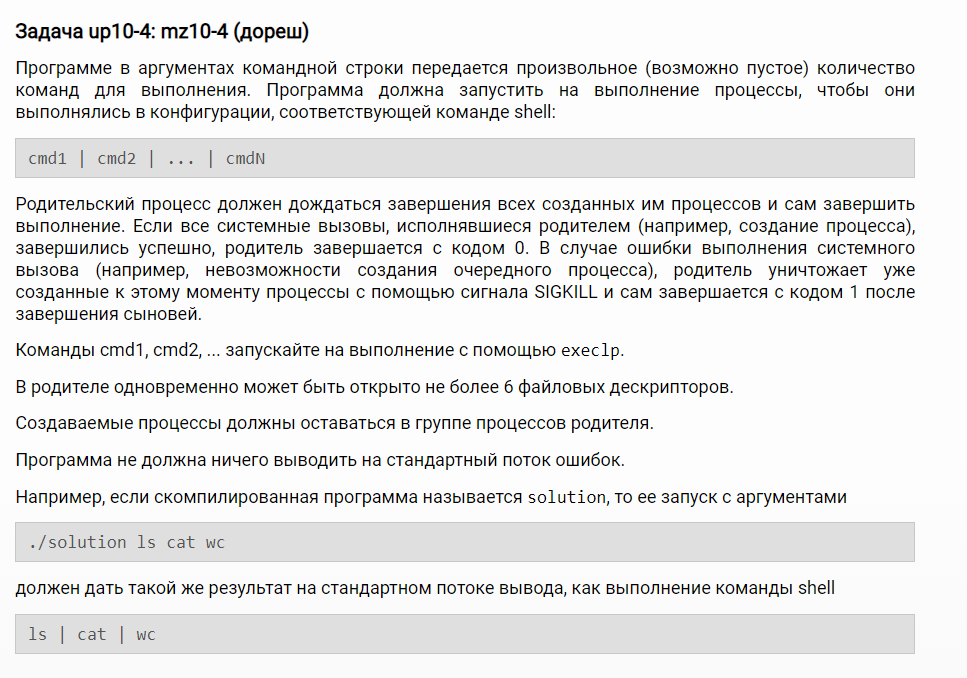 Задача up10-4: mz10-4 (дореш)
Программе в аргументах командной строки передается произвольное (возможно пустое) количество
команд для выполнения. Программа должна запустить на выполнение процессы, чтобы они
выполнялись в конфигурации, соответствующей команде shell:
cmd1 | cmd2 | ... | cmdN
Родительский процесс должен дождаться завершения всех созданных им процессов и сам завершить
выполнение. Если все системные вызовы, исполнявшиеся родителем (например, создание процесса),
завершились успешно, родитель завершается с кодом 0. В случае ошибки выполнения системного
вызова (например, невозможности создания очередного процесса), родитель уничтожает уже
созданные к этому моменту процессы с помощью сигнала SIGKILL и сам завершается с кодом 1 после
завершения сыновей.
Команды cmd1, cmd2, ... запускайте на выполнение с помощью execlp.
В родителе одновременно может быть открыто не более 6 файловых дескрипторов.
Создаваемые процессы должны оставаться в группе процессов родителя.
Программа не должна ничего выводить на стандартный поток ошибок.
Например, если скомпилированная программа называется solution, то ее запуск с аргументами
./solution ls cat wc
должен дать такой же результат на стандартном потоке вывода, как выполнение команды shell
ls | cat | wc